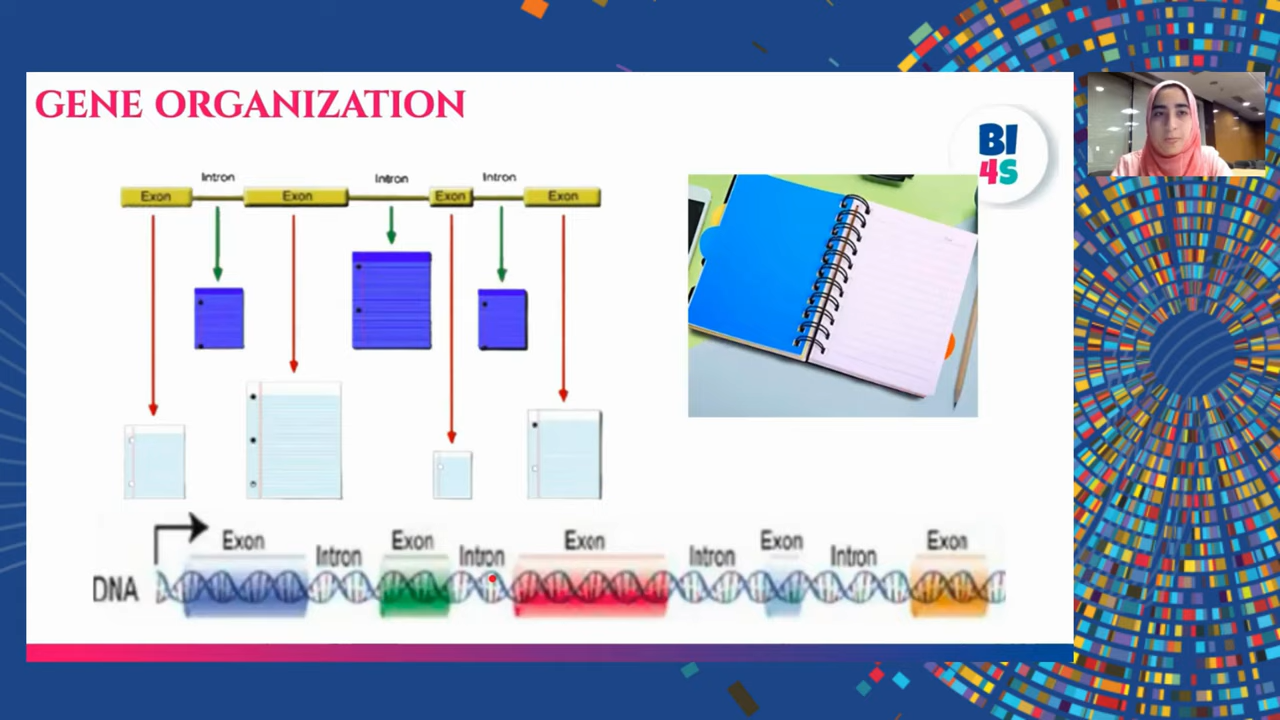 GENE ORGANIZATION
BI
4S
Intron Intron Intron
Exon Exon Exon Exon
Exon Intron Exon Intron Exon Intron Exon Intron Exon
DNA